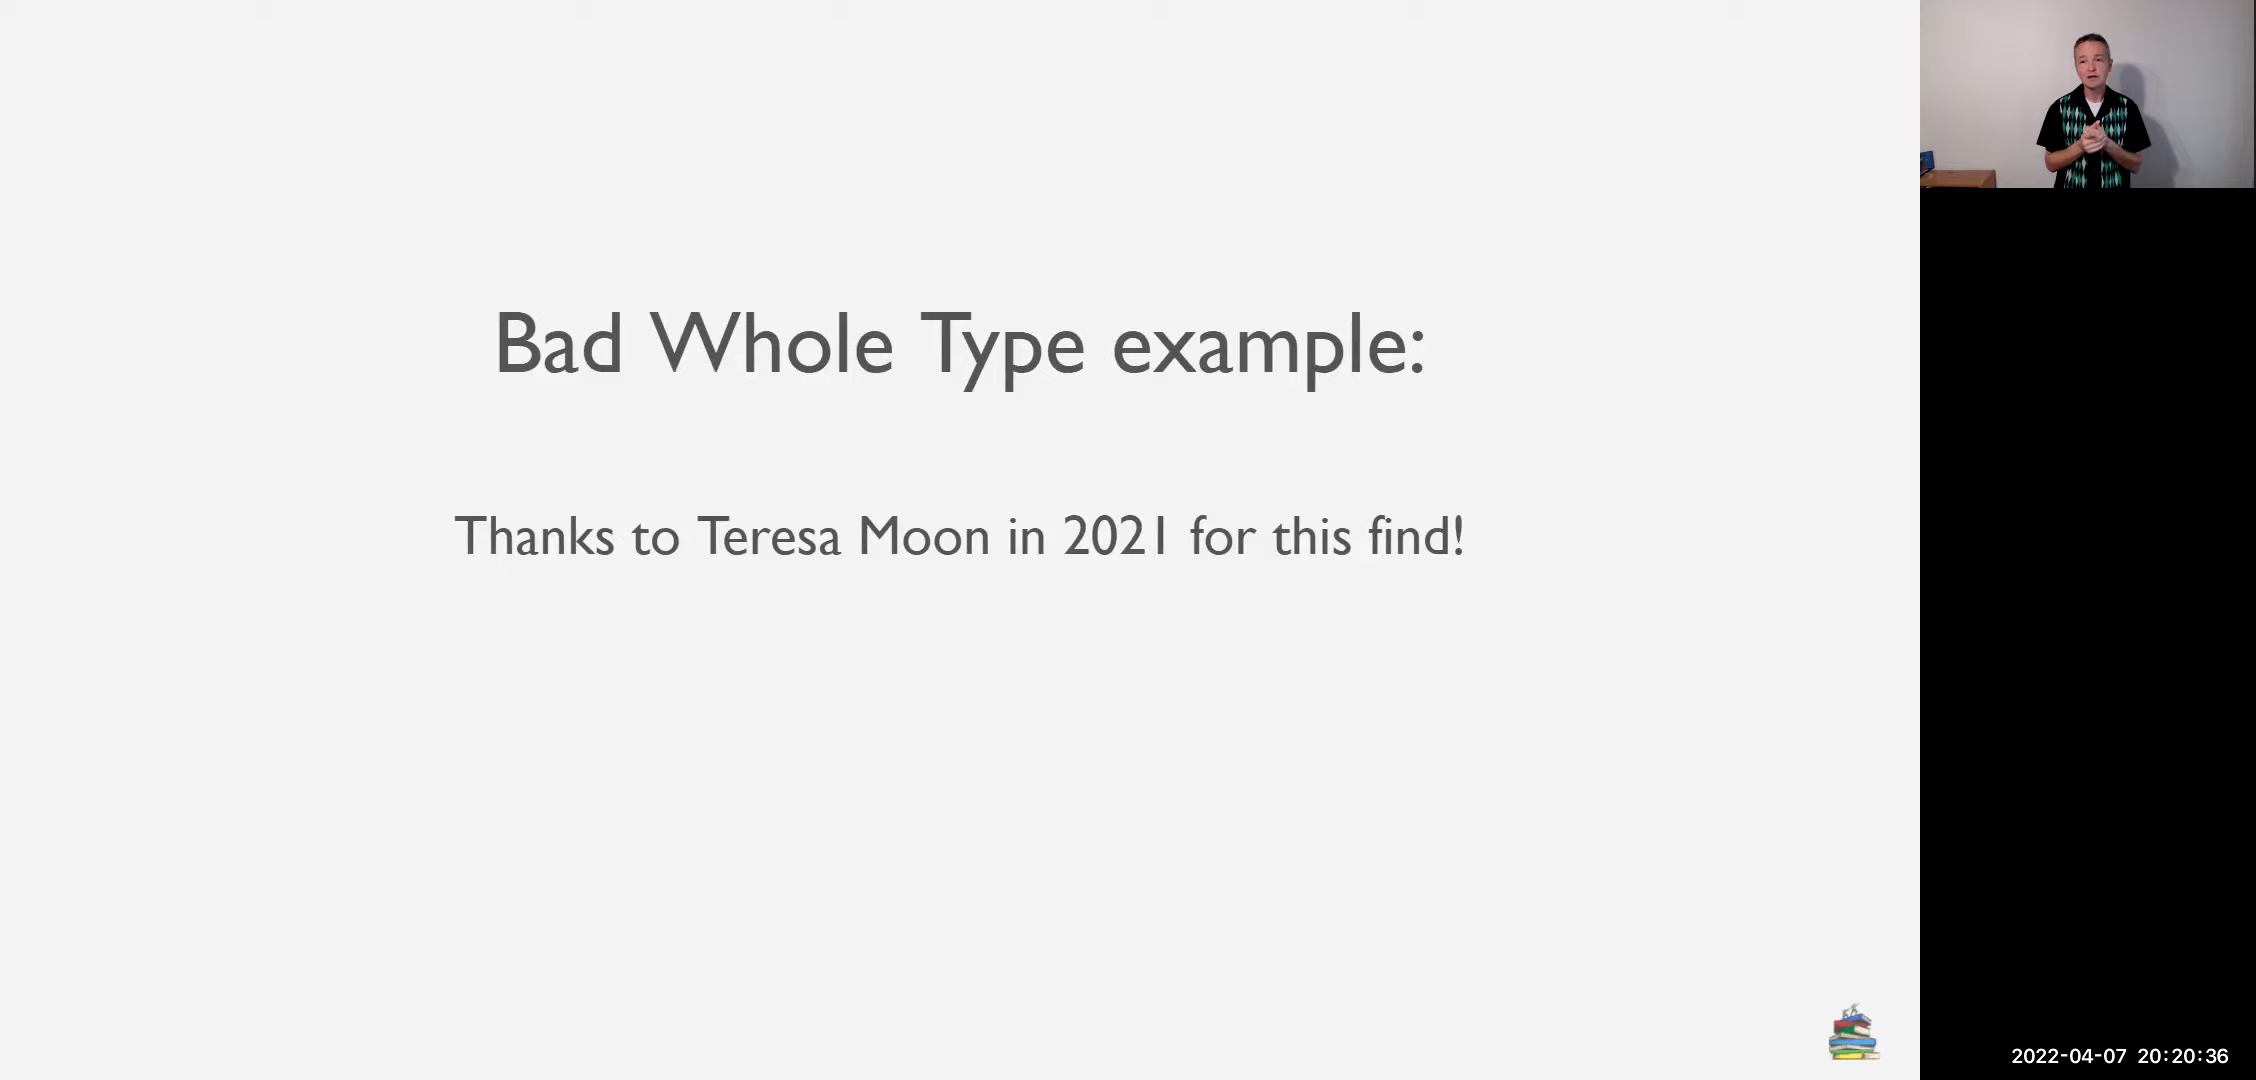 Bad Whole Type example:
Thanks to Teresa Moon in 2021 for this find!
2022-04-07 20:20:36